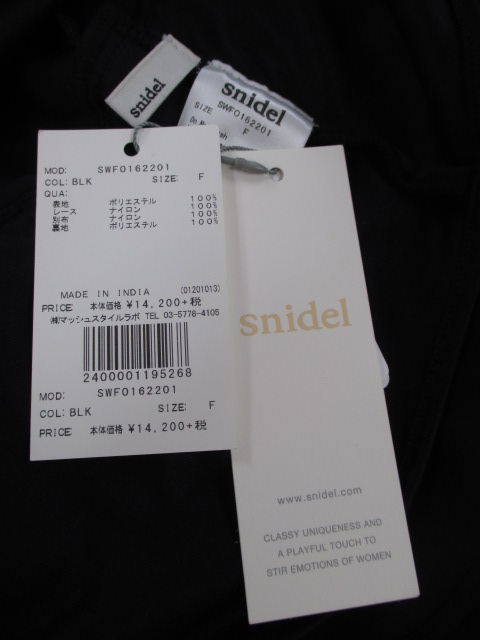 snidel
snidel
SIZE SWFO162201
F
MOD: SWFO162201
COL: BLK SIZE: F
QUA:
表地 ポリエステル 100%
レース ナイロン 100%
別布 ナイロン 100%
裏地 ポリエステル 100%
MADE IN INDIA (01201013)
PRICE: 本体価格 ¥14,200+税
㈱マッシュスタイルラボ TEL 03-5778-4105
2400001195268
MOD: SWFO162201
COL: BLK SIZE: F
PRICE: 本体価格 ¥14,200+税
snidel
www.snidel.com
CLASSY UNIQUENESS AND
A PLAYFUL TOUCH TO
STIR EMOTIONS OF WOMEN